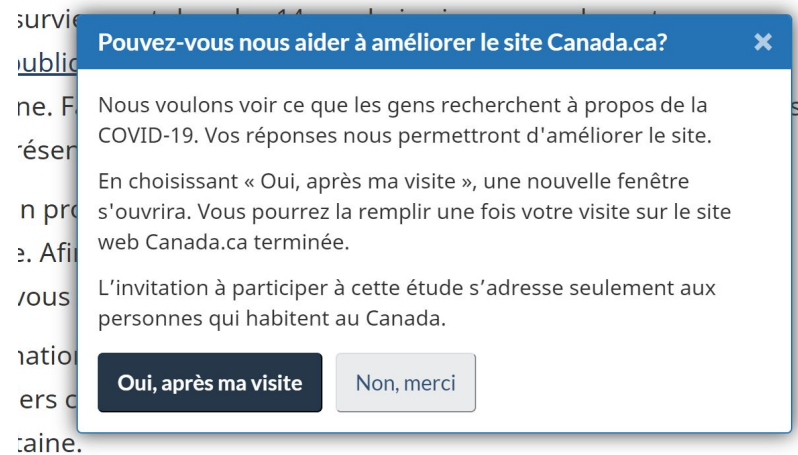 Pouvez-vous nous aider à améliorer le site Canada.ca?
Nous voulons voir ce que les gens recherchent à propos de la
COVID-19. Vos réponses nous permettront d'améliorer le site.
En choisissant « Oui, après ma visite », une nouvelle fenêtre
s'ouvrira. Vous pourrez la remplir une fois votre visite sur le site
web Canada.ca terminée.
L’invitation à participer à cette étude s’adresse seulement aux
personnes qui habitent au Canada.
Oui, après ma visite
Non, merci